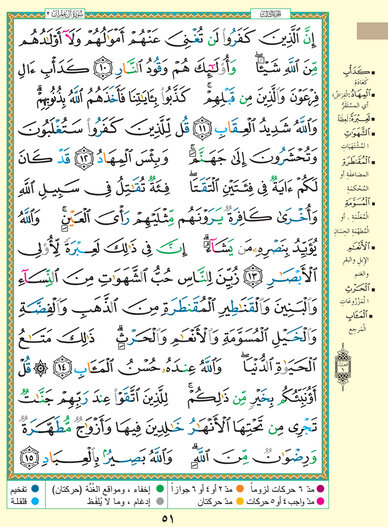 سُورَةُ آلِ عِمْرَانَ ٣
الجزء الثالث
إِنَّ ٱلَّذِينَ كَفَرُوا۟ لَن تُغْنِىَ عَنْهُمْ أَمْوَٰلُهُمْ وَلَآ أَوْلَٰدُهُم
مِّنَ ٱللَّهِ شَيْـًٔا ۖ وَأُو۟لَٰٓئِكَ هُمْ وَقُودُ ٱلنَّارِ ١٠ كَدَأْبِ ءَالِ
فِرْعَوْنَ وَٱلَّذِينَ مِن قَبْلِهِمْ ۚ كَذَّبُوا۟ بِـَٔايَٰتِنَا فَأَخَذَهُمُ ٱللَّهُ بِذُنُوبِهِمْ ۗ
وَٱللَّهُ شَدِيدُ ٱلْعِقَابِ ١١ قُل لِّلَّذِينَ كَفَرُوا۟ سَتُغْلَبُونَ
وَتُحْشَرُونَ إِلَىٰ جَهَنَّمَ ۚ وَبِئْسَ ٱلْمِهَادُ ١٢ قَدْ كَانَ
لَكُمْ ءَايَةٌ فِى فِئَتَيْنِ ٱلْتَقَتَا ۖ فِئَةٌ تُقَٰتِلُ فِى سَبِيلِ ٱللَّهِ
وَأُخْرَىٰ كَافِرَةٌ يَرَوْنَهُم مِّثْلَيْهِمْ رَأْىَ ٱلْعَيْنِ ۚ وَٱللَّهُ
يُؤَيِّدُ بِنَصْرِهِۦ مَن يَشَآءُ ۗ إِنَّ فِى ذَٰلِكَ لَعِبْرَةً لِّأُو۟لِى
ٱلْأَبْصَٰرِ ١٣ زُيِّنَ لِلنَّاسِ حُبُّ ٱلشَّهَوَٰتِ مِنَ ٱلنِّسَآءِ
وَٱلْبَنِينَ وَٱلْقَنَٰطِيرِ ٱلْمُقَنطَرَةِ مِنَ ٱلذَّهَبِ وَٱلْفِضَّةِ
وَٱلْخَيْلِ ٱلْمُسَوَّمَةِ وَٱلْأَنْعَٰمِ وَٱلْحَرْثِ ۗ ذَٰلِكَ مَتَٰعُ
ٱلْحَيَوٰةِ ٱلدُّنْيَا ۖ وَٱللَّهُ عِندَهُۥ حُسْنُ ٱلْمَـَٔابِ ١٤ ۞ قُلْ
أَؤُنَبِّئُكُم بِخَيْرٍ مِّن ذَٰلِكُمْ ۚ لِلَّذِينَ ٱتَّقَوْا۟ عِندَ رَبِّهِمْ جَنَّٰتٌ
تَجْرِى مِن تَحْتِهَا ٱلْأَنْهَٰرُ خَٰلِدِينَ فِيهَا وَأَزْوَٰجٌ مُّطَهَّرَةٌ
وَرِضْوَٰنٌ مِّنَ ٱللَّهِ ۗ وَٱللَّهُ بَصِيرٌۢ بِٱلْعِبَادِ ١٥
كَدَأْبِ
كعادة
ٱلْمِهَادُ الفراش
أي المستقرّ
لَعِبْرَةً لعظة
ٱلشَّهَوَٰتِ
المشتهيات
ٱلْمُقَنطَرَةِ
المضاعفة أو
المحكمة
ٱلْمُسَوَّمَةِ
المعلّمة . أو
المطهّمة الحسان
ٱلْأَنْعَٰمِ
الإبل والبقر
والغنم
ٱلْحَرْثِ
المزروعات
ٱلْمَـَٔابِ
المرجع
مدّ ٦ حركات لزوماً مدّ ٢ أو ٤ أو ٦ جوازاً إخفاء ، ومواقع الغُنَّة (حركتان) تفخيم
مدّ واجب ٤ أو ٥ حركات مدّ حركتان إدغام ، وما لا يُلفَظ قلقلة
٥١